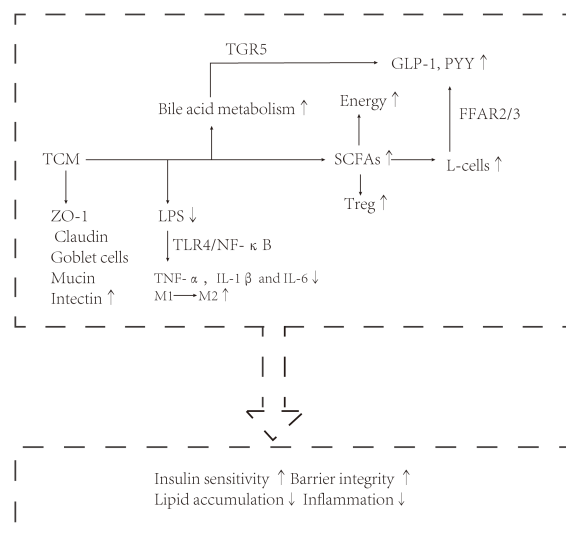 TGR5
GLP-1, PYY ↑
Bile acid metabolism ↑
Energy ↑
FFAR2/3
TCM
SCFAs ↑
L-cells ↑
Treg ↑
ZO-1
Claudin
Goblet cells
Mucin
Intectin ↑
LPS ↓
TLR4/NF- κ B
TNF- α , IL-1 β and IL-6 ↓
M1 → M2 ↑
Insulin sensitivity ↑ Barrier integrity ↑
Lipid accumulation ↓ Inflammation ↓